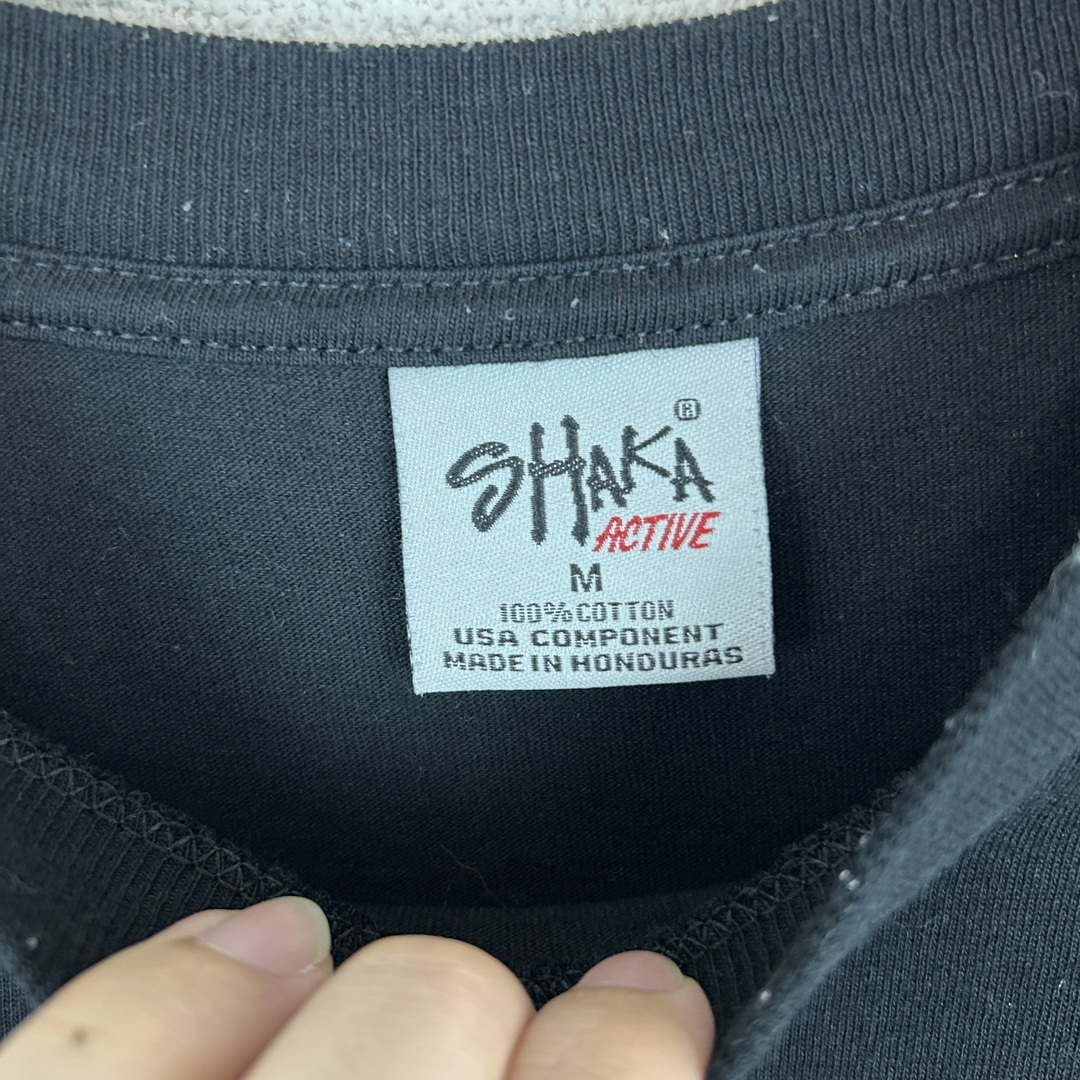 SHAKA®
ACTIVE
M
100% COTTON
USA COMPONENT
MADE IN HONDURAS